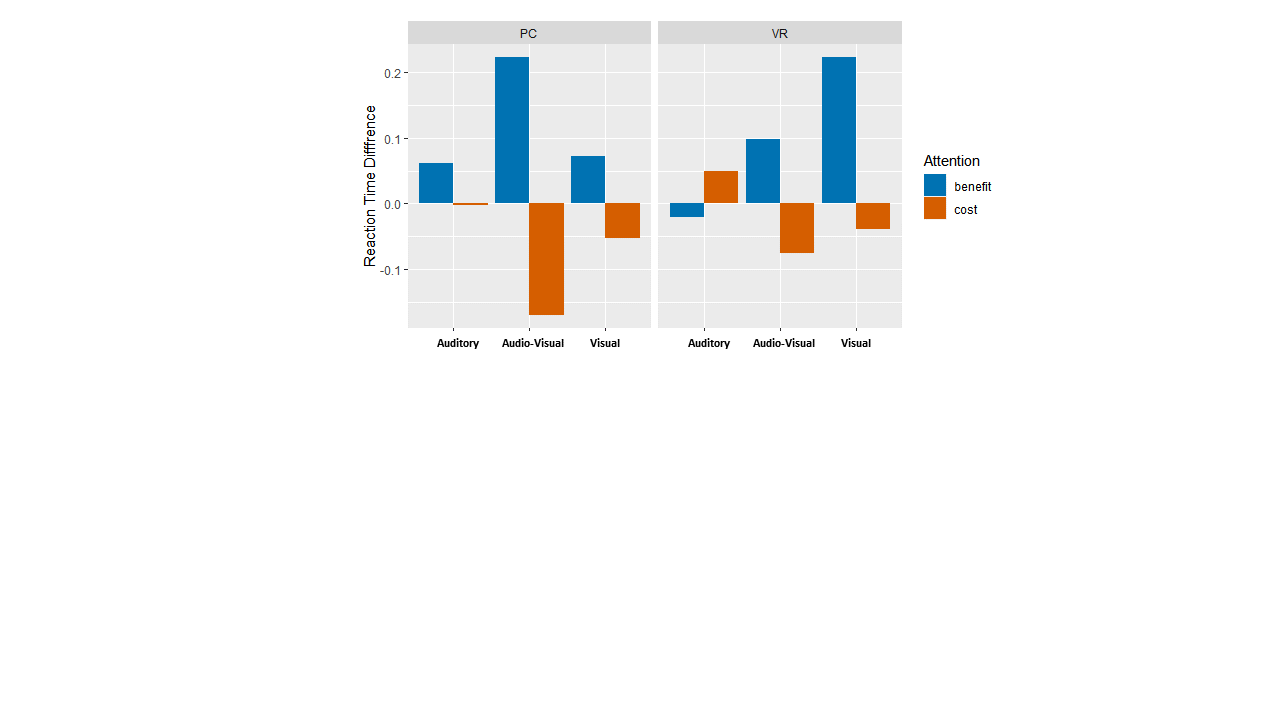 PC
VR
Reaction Time Difffrence
0.2
0.1
0.0
-0.1
Auditory
Audio-Visual
Visual
Auditory
Audio-Visual
Visual
Attention
benefit
cost